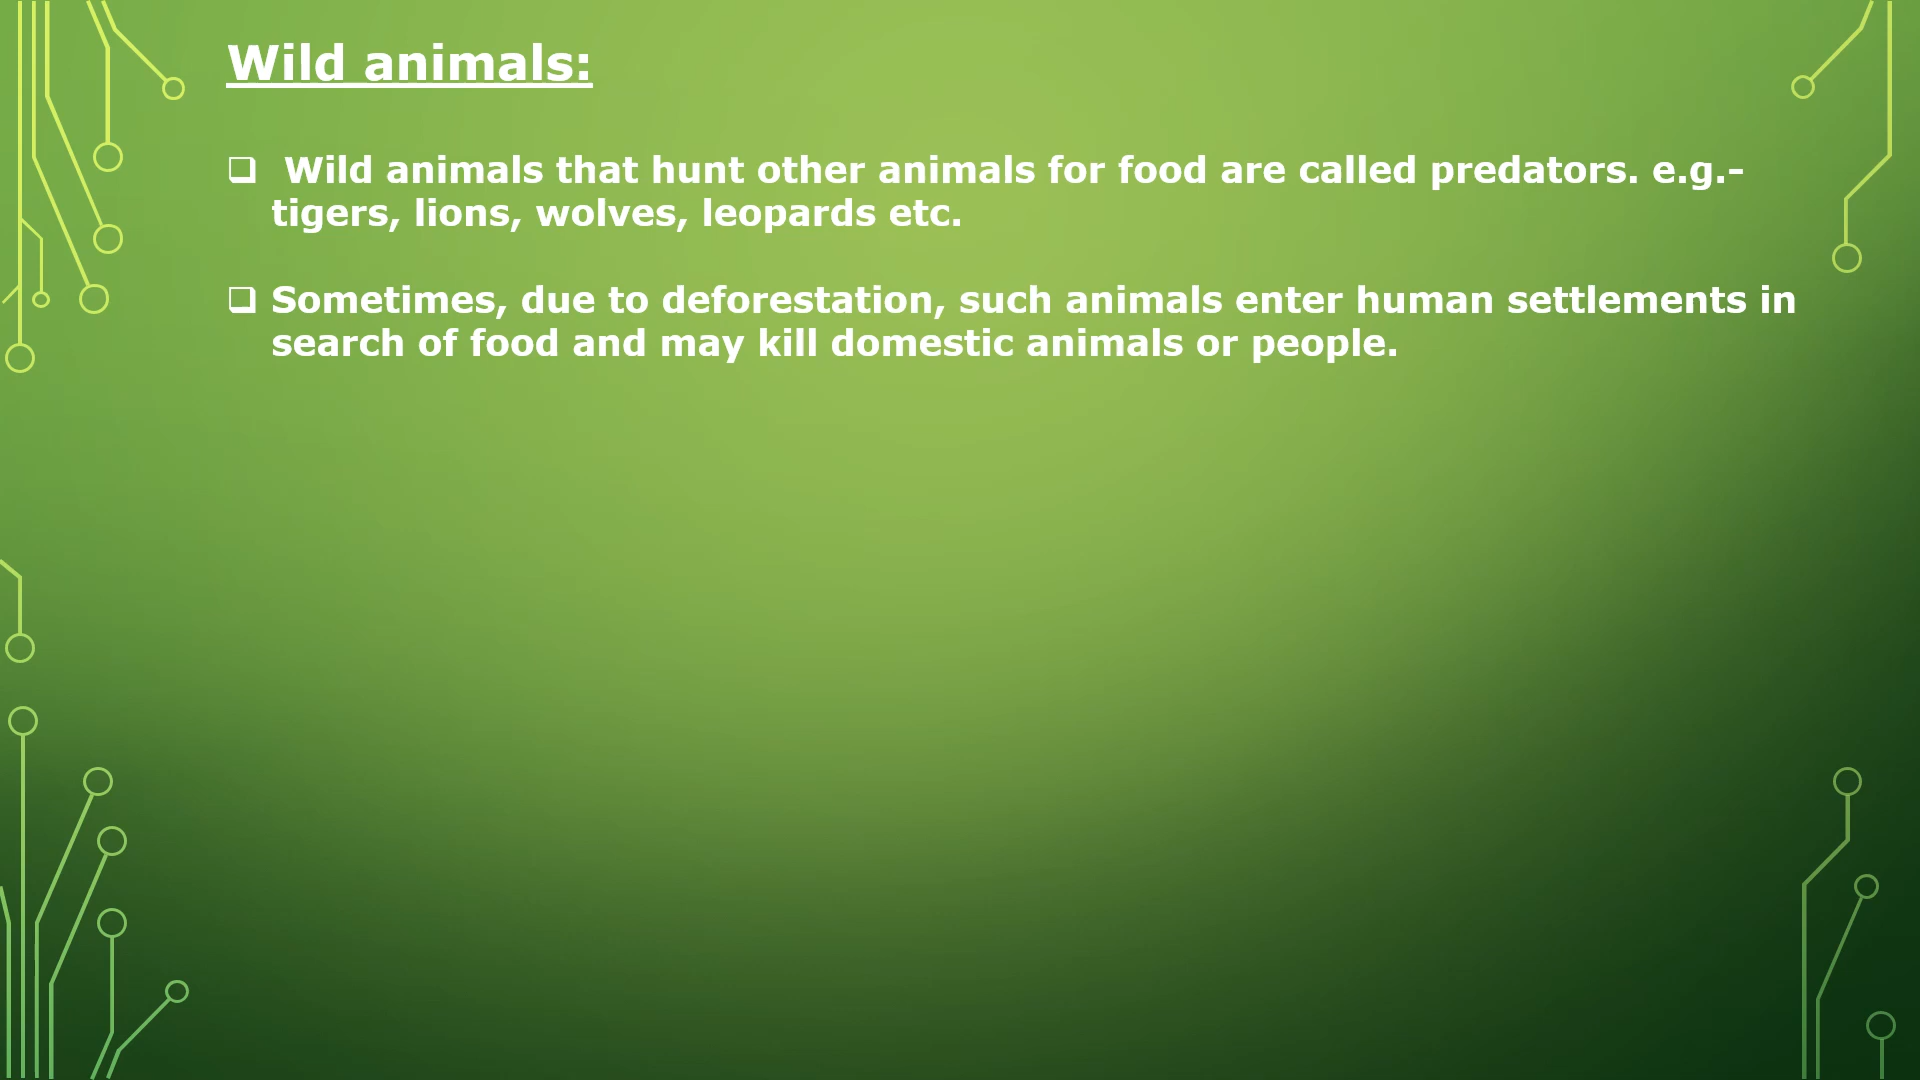 Wild animals:
❑ Wild animals that hunt other animals for food are called predators. e.g.-
tigers, lions, wolves, leopards etc.
❑ Sometimes, due to deforestation, such animals enter human settlements in
search of food and may kill domestic animals or people.